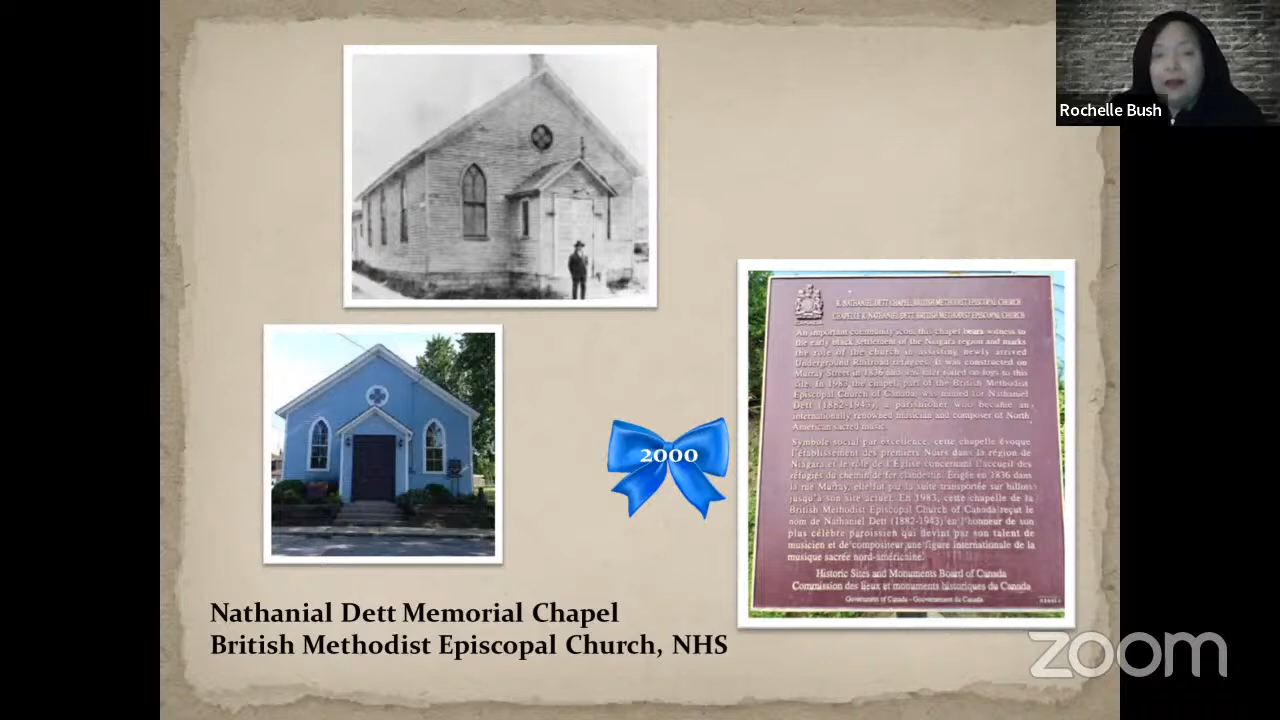 Rochelle Bush
R. NATHANIEL DETT CHAPEL, BRITISH METHODIST EPISCOPAL CHURCH
CHAPELLE R. NATHANIEL DETT, BRITISH METHODIST EPISCOPAL CHURCH
An important community icon, this chapel bears witness to
the early black settlement of the Niagara region and marks
the role of the church in assisting newly arrived
Underground Railroad refugees. It was constructed on
Murray Street in 1836 and was later rolled on logs to this
site. In 1983 the chapel, part of the British Methodist
Episcopal Church of Canada, was named for Nathaniel
Dett (1882-1943), a parishioner who became an
internationally renowned musician and composer of North
American sacred music.
Symbole social par excellence, cette chapelle évoque
l'établissement des premiers Noirs dans la région de
Niagara et le rôle de l'Église concernant l'accueil des
réfugiés du chemin de fer clandestin. Érigée en 1836 dans
la rue Murray, elle fut par la suite transportée sur billons
jusqu'à son site actuel. En 1983, cette chapelle de la
British Methodist Episcopal Church of Canada reçut le
nom de Nathaniel Dett (1882-1943) en l'honneur de son
plus célèbre paroissien qui devint par son talent de
musicien et de compositeur une figure internationale de la
musique sacrée nord-américaine.
Historic Sites and Monuments Board of Canada
Commission des lieux et monuments historiques du Canada
Government of Canada - Gouvernement du Canada
2000
Nathanial Dett Memorial Chapel
British Methodist Episcopal Church, NHS
zoom